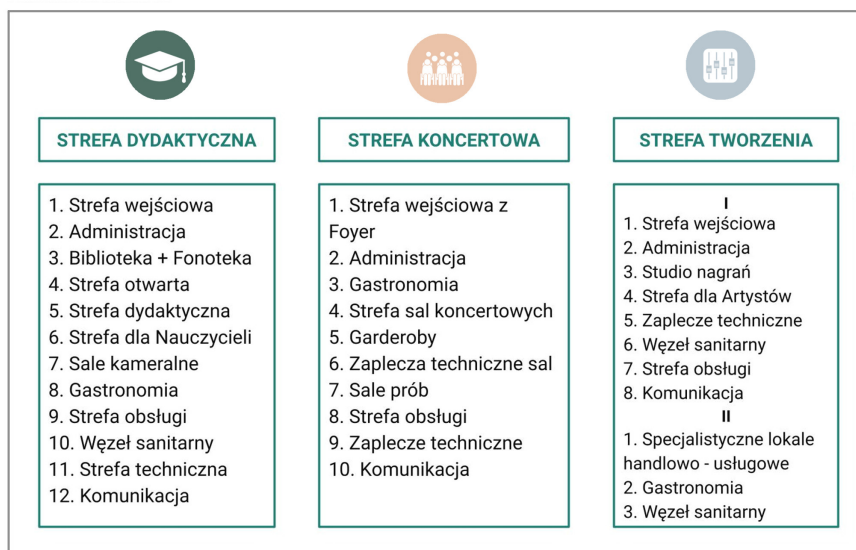 STREFA DYDAKTYCZNA
1. Strefa wejściowa
2. Administracja
3. Biblioteka + Fonoteka
4. Strefa otwarta
5. Strefa dydaktyczna
6. Strefa dla Nauczycieli
7. Sale kameralne
8. Gastronomia
9. Strefa obsługi
10. Węzeł sanitarny
11. Strefa techniczna
12. Komunikacja
STREFA KONCERTOWA
1. Strefa wejściowa z
Foyer
2. Administracja
3. Gastronomia
4. Strefa sal koncertowych
5. Garderoby
6. Zaplecza techniczne sal
7. Sale prób
8. Strefa obsługi
9. Zaplecze techniczne
10. Komunikacja
STREFA TWORZENIA
I
1. Strefa wejściowa
2. Administracja
3. Studio nagrań
4. Strefa dla Artystów
5. Zaplecze techniczne
6. Węzeł sanitarny
7. Strefa obsługi
8. Komunikacja
II
1. Specjalistyczne lokale
handlowo - usługowe
2. Gastronomia
3. Węzeł sanitarny